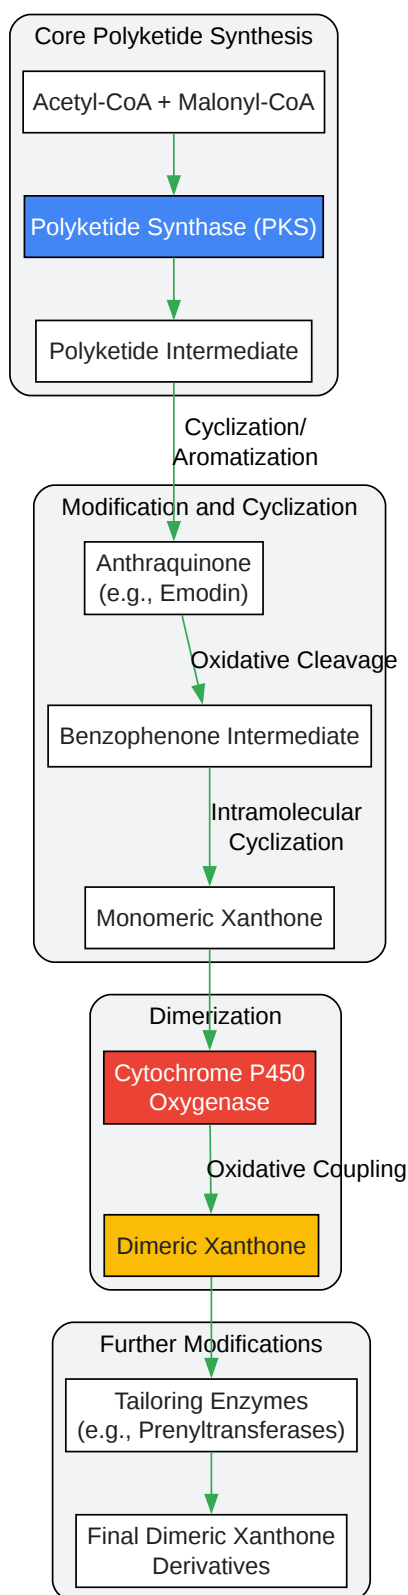 Core Polyketide Synthesis
Acetyl-CoA + Malonyl-CoA
Polyketide Synthase (PKS)
Polyketide Intermediate
Cyclization/
Aromatization
Modification and Cyclization
Anthraquinone
(e.g., Emodin)
Oxidative Cleavage
Benzophenone Intermediate
Intramolecular
Cyclization
Monomeric Xanthone
Dimerization
Cytochrome P450
Oxygenase
Oxidative Coupling
Dimeric Xanthone
Further Modifications
Tailoring Enzymes
(e.g., Prenyltransferases)
Final Dimeric Xanthone
Derivatives